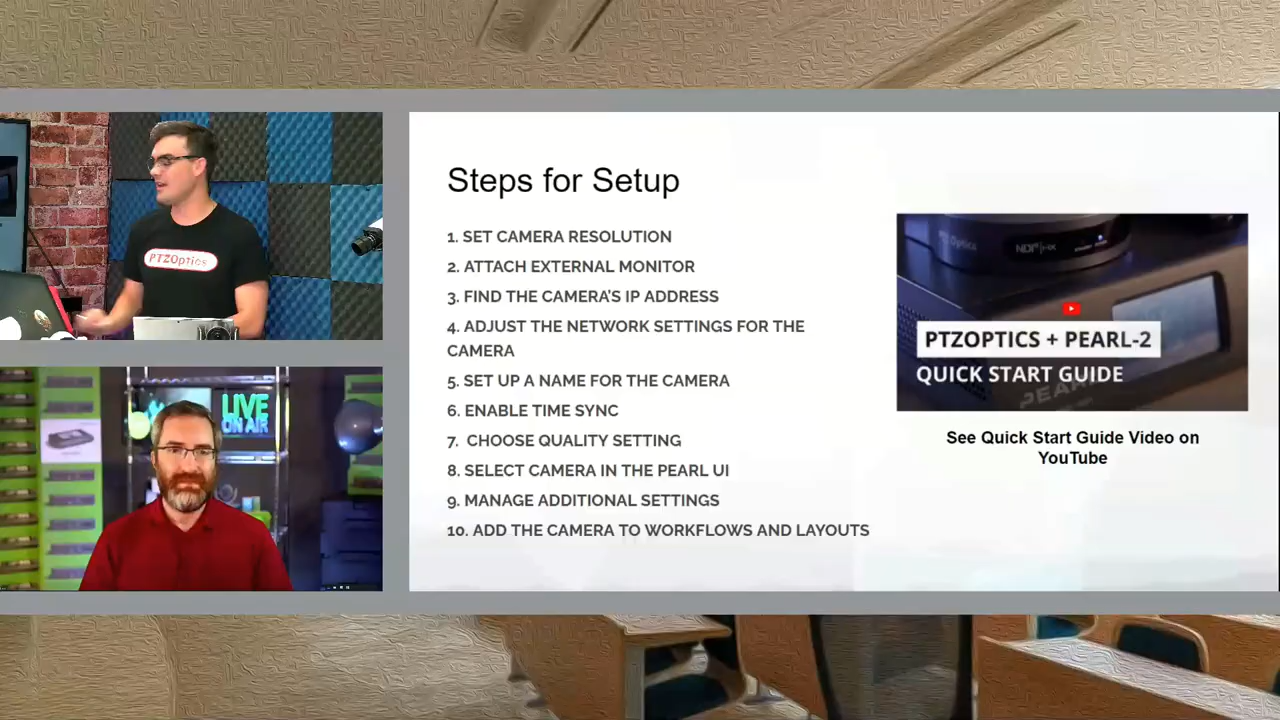 PTZOptics
LIVE
ON AIR
Steps for Setup
1. SET CAMERA RESOLUTION
2. ATTACH EXTERNAL MONITOR
3. FIND THE CAMERA'S IP ADDRESS
4. ADJUST THE NETWORK SETTINGS FOR THE
CAMERA
5. SET UP A NAME FOR THE CAMERA
6. ENABLE TIME SYNC
7. CHOOSE QUALITY SETTING
8. SELECT CAMERA IN THE PEARL UI
9. MANAGE ADDITIONAL SETTINGS
10. ADD THE CAMERA TO WORKFLOWS AND LAYOUTS
PTZOptics
NDI HX
PTZOPTICS + PEARL-2
QUICK START GUIDE
PEARL
See Quick Start Guide Video on
YouTube